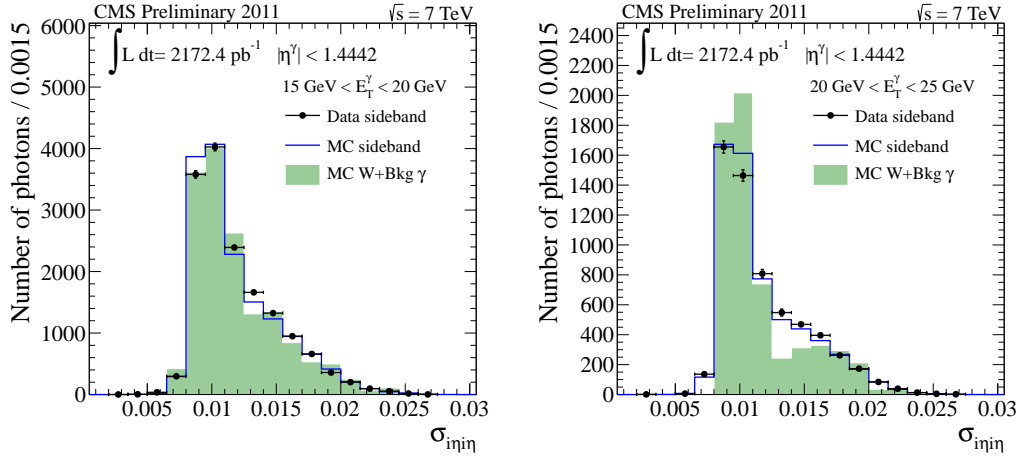 CMS Preliminary 2011 √s = 7 TeV
∫ L dt= 2172.4 pb⁻¹ |η^γ| < 1.4442
15 GeV < E_T^γ < 20 GeV
Data sideband
MC sideband
MC W+Bkg γ
Number of photons / 0.0015
6000
5000
4000
3000
2000
1000
0
0.005 0.01 0.015 0.02 0.025 0.03
σ_iηiη
CMS Preliminary 2011 √s = 7 TeV
∫ L dt= 2172.4 pb⁻¹ |η^γ| < 1.4442
20 GeV < E_T^γ < 25 GeV
Data sideband
MC sideband
MC W+Bkg γ
Number of photons / 0.0015
2400
2200
2000
1800
1600
1400
1200
1000
800
600
400
200
0
0.005 0.01 0.015 0.02 0.025 0.03
σ_iηiη